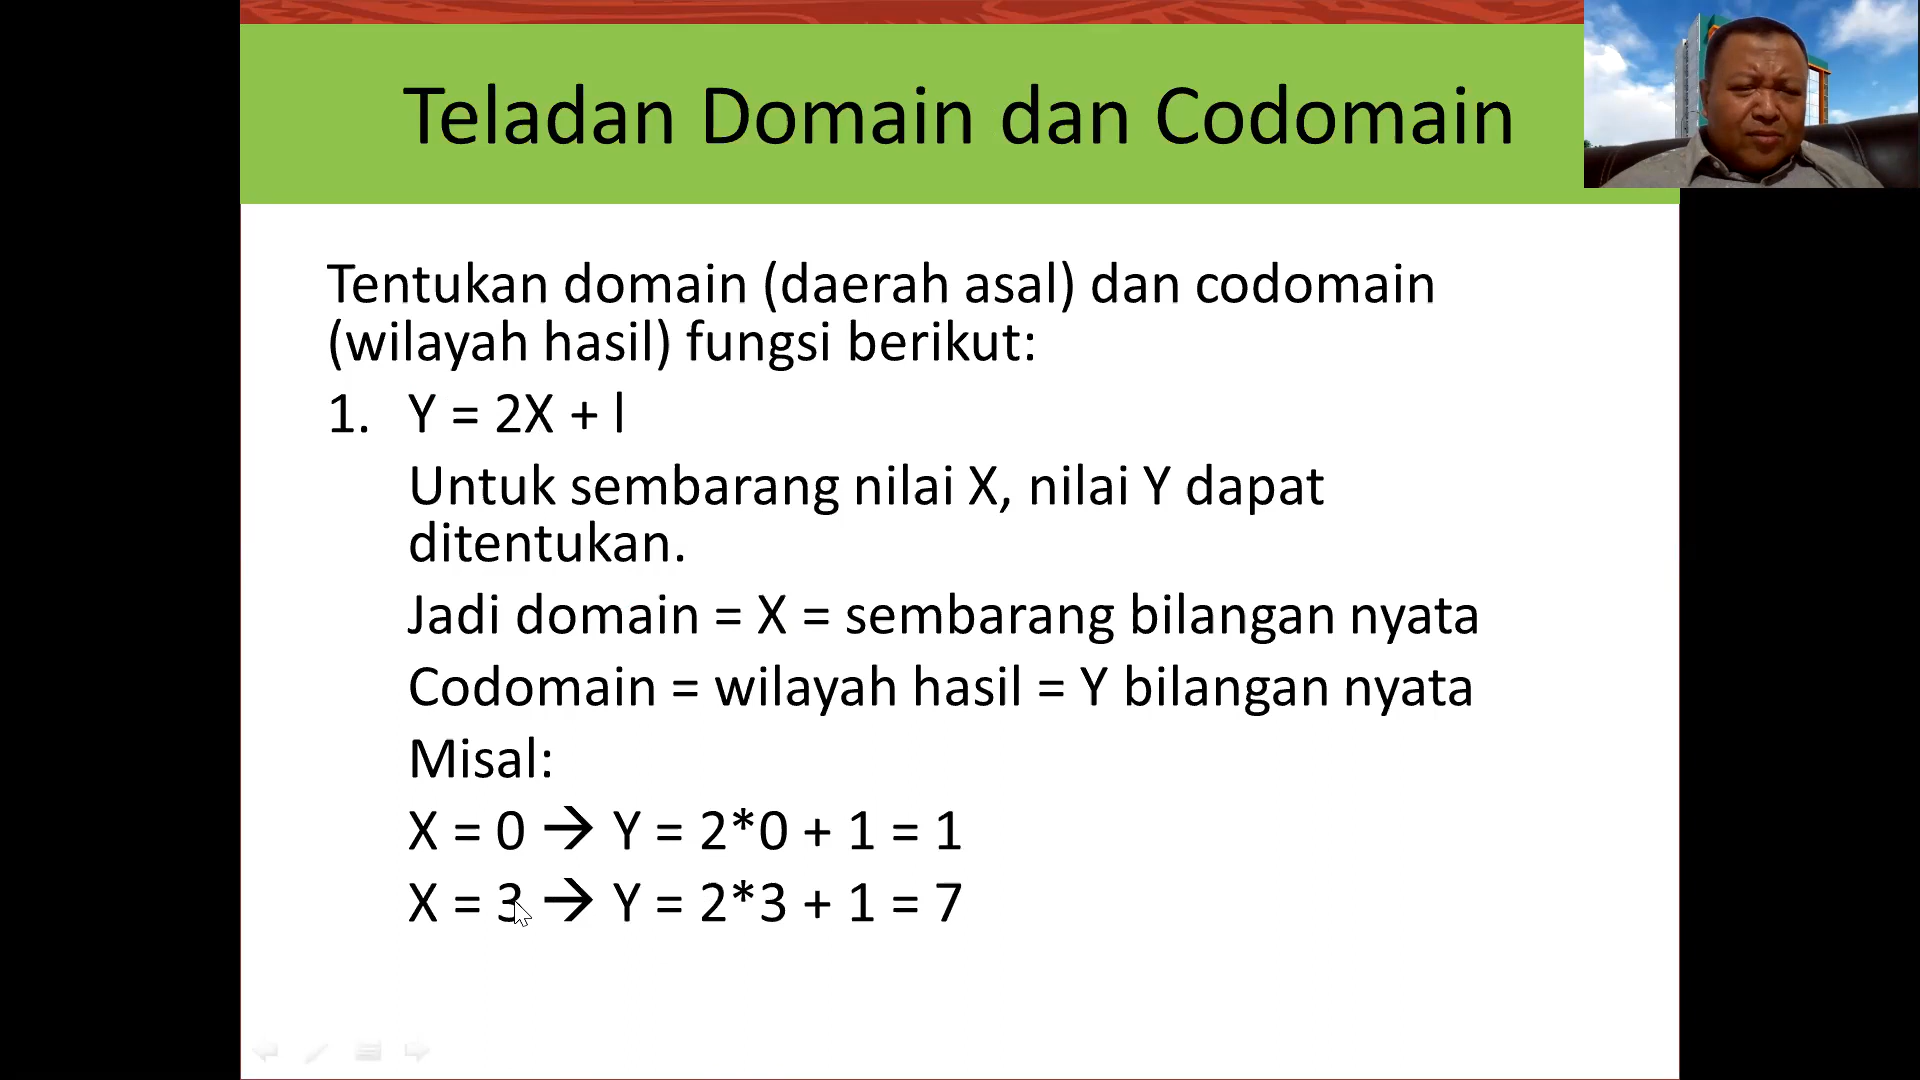 Teladan Domain dan Codomain
Tentukan domain (daerah asal) dan codomain
(wilayah hasil) fungsi berikut:
1. Y = 2X + l
Untuk sembarang nilai X, nilai Y dapat
ditentukan.
Jadi domain = X = sembarang bilangan nyata
Codomain = wilayah hasil = Y bilangan nyata
Misal:
X = 0 → Y = 2*0 + 1 = 1
X = 3 → Y = 2*3 + 1 = 7